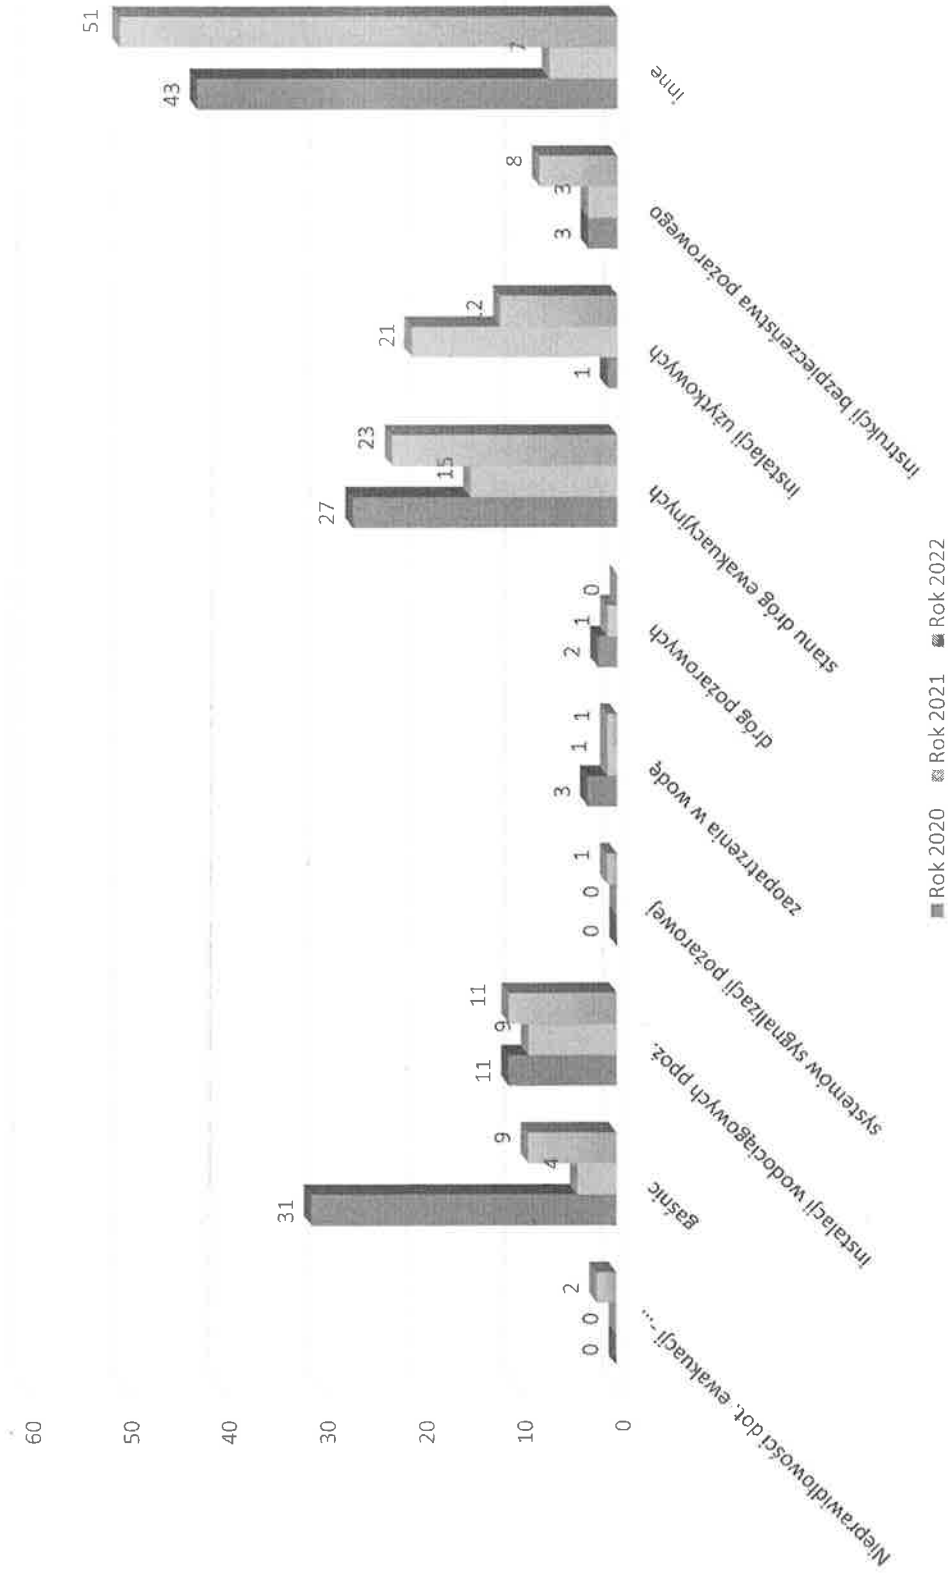 60
50
40
30
20
10
0
0 0 2
31 4 9
11 9 11
0 0 1
3 1 1
2 1 0
27 15 23
1 21 .2
3 3 8
43 7 51
Nieprawidłowości dot. ewakuacji -...
gaśnic
instalacji wodociągowych ppoż.
systemów sygnalizacji pożarowej
zaopatrzenia w wodę
dróg pożarowych
stanu dróg ewakuacyjnych
instalacji użytkowych
instrukcji bezpieczeństwa pożarowego
inne
Rok 2020 Rok 2021 Rok 2022